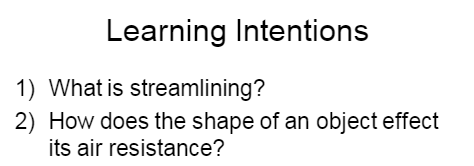 Learning Intentions
1) What is streamlining?
2) How does the shape of an object effect
its air resistance?